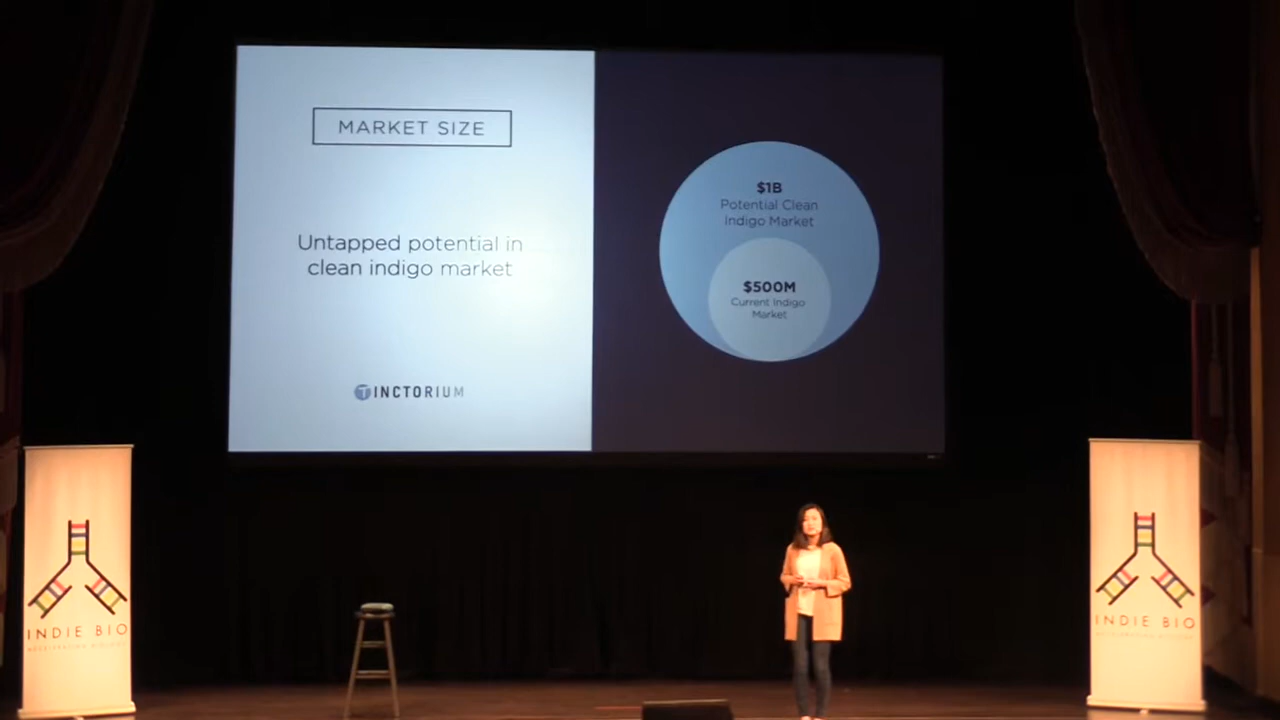 MARKET SIZE
Untapped potential in
clean indigo market
TINCTORIUM
$1B
Potential Clean
Indigo Market
$500M
Current Indigo
Market
INDIE BIO
INDIE BIO